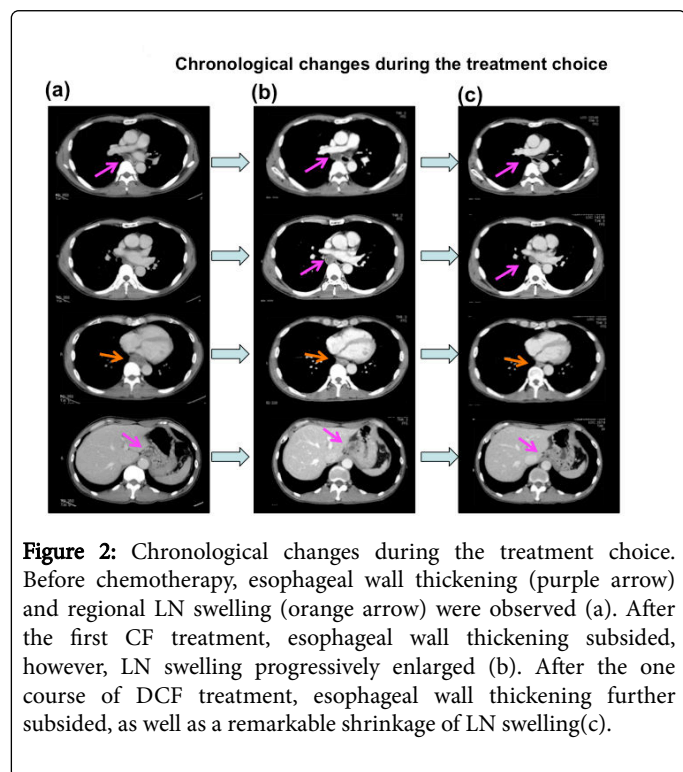 Chronological changes during the treatment choice
(a)
(b)
(c)
Figure 2: Chronological changes during the treatment choice.
Before chemotherapy, esophageal wall thickening (purple arrow)
and regional LN swelling (orange arrow) were observed (a). After
the first CF treatment, esophageal wall thickening subsided,
however, LN swelling progressively enlarged (b). After the one
course of DCF treatment, esophageal wall thickening further
subsided, as well as a remarkable shrinkage of LN swelling(c).